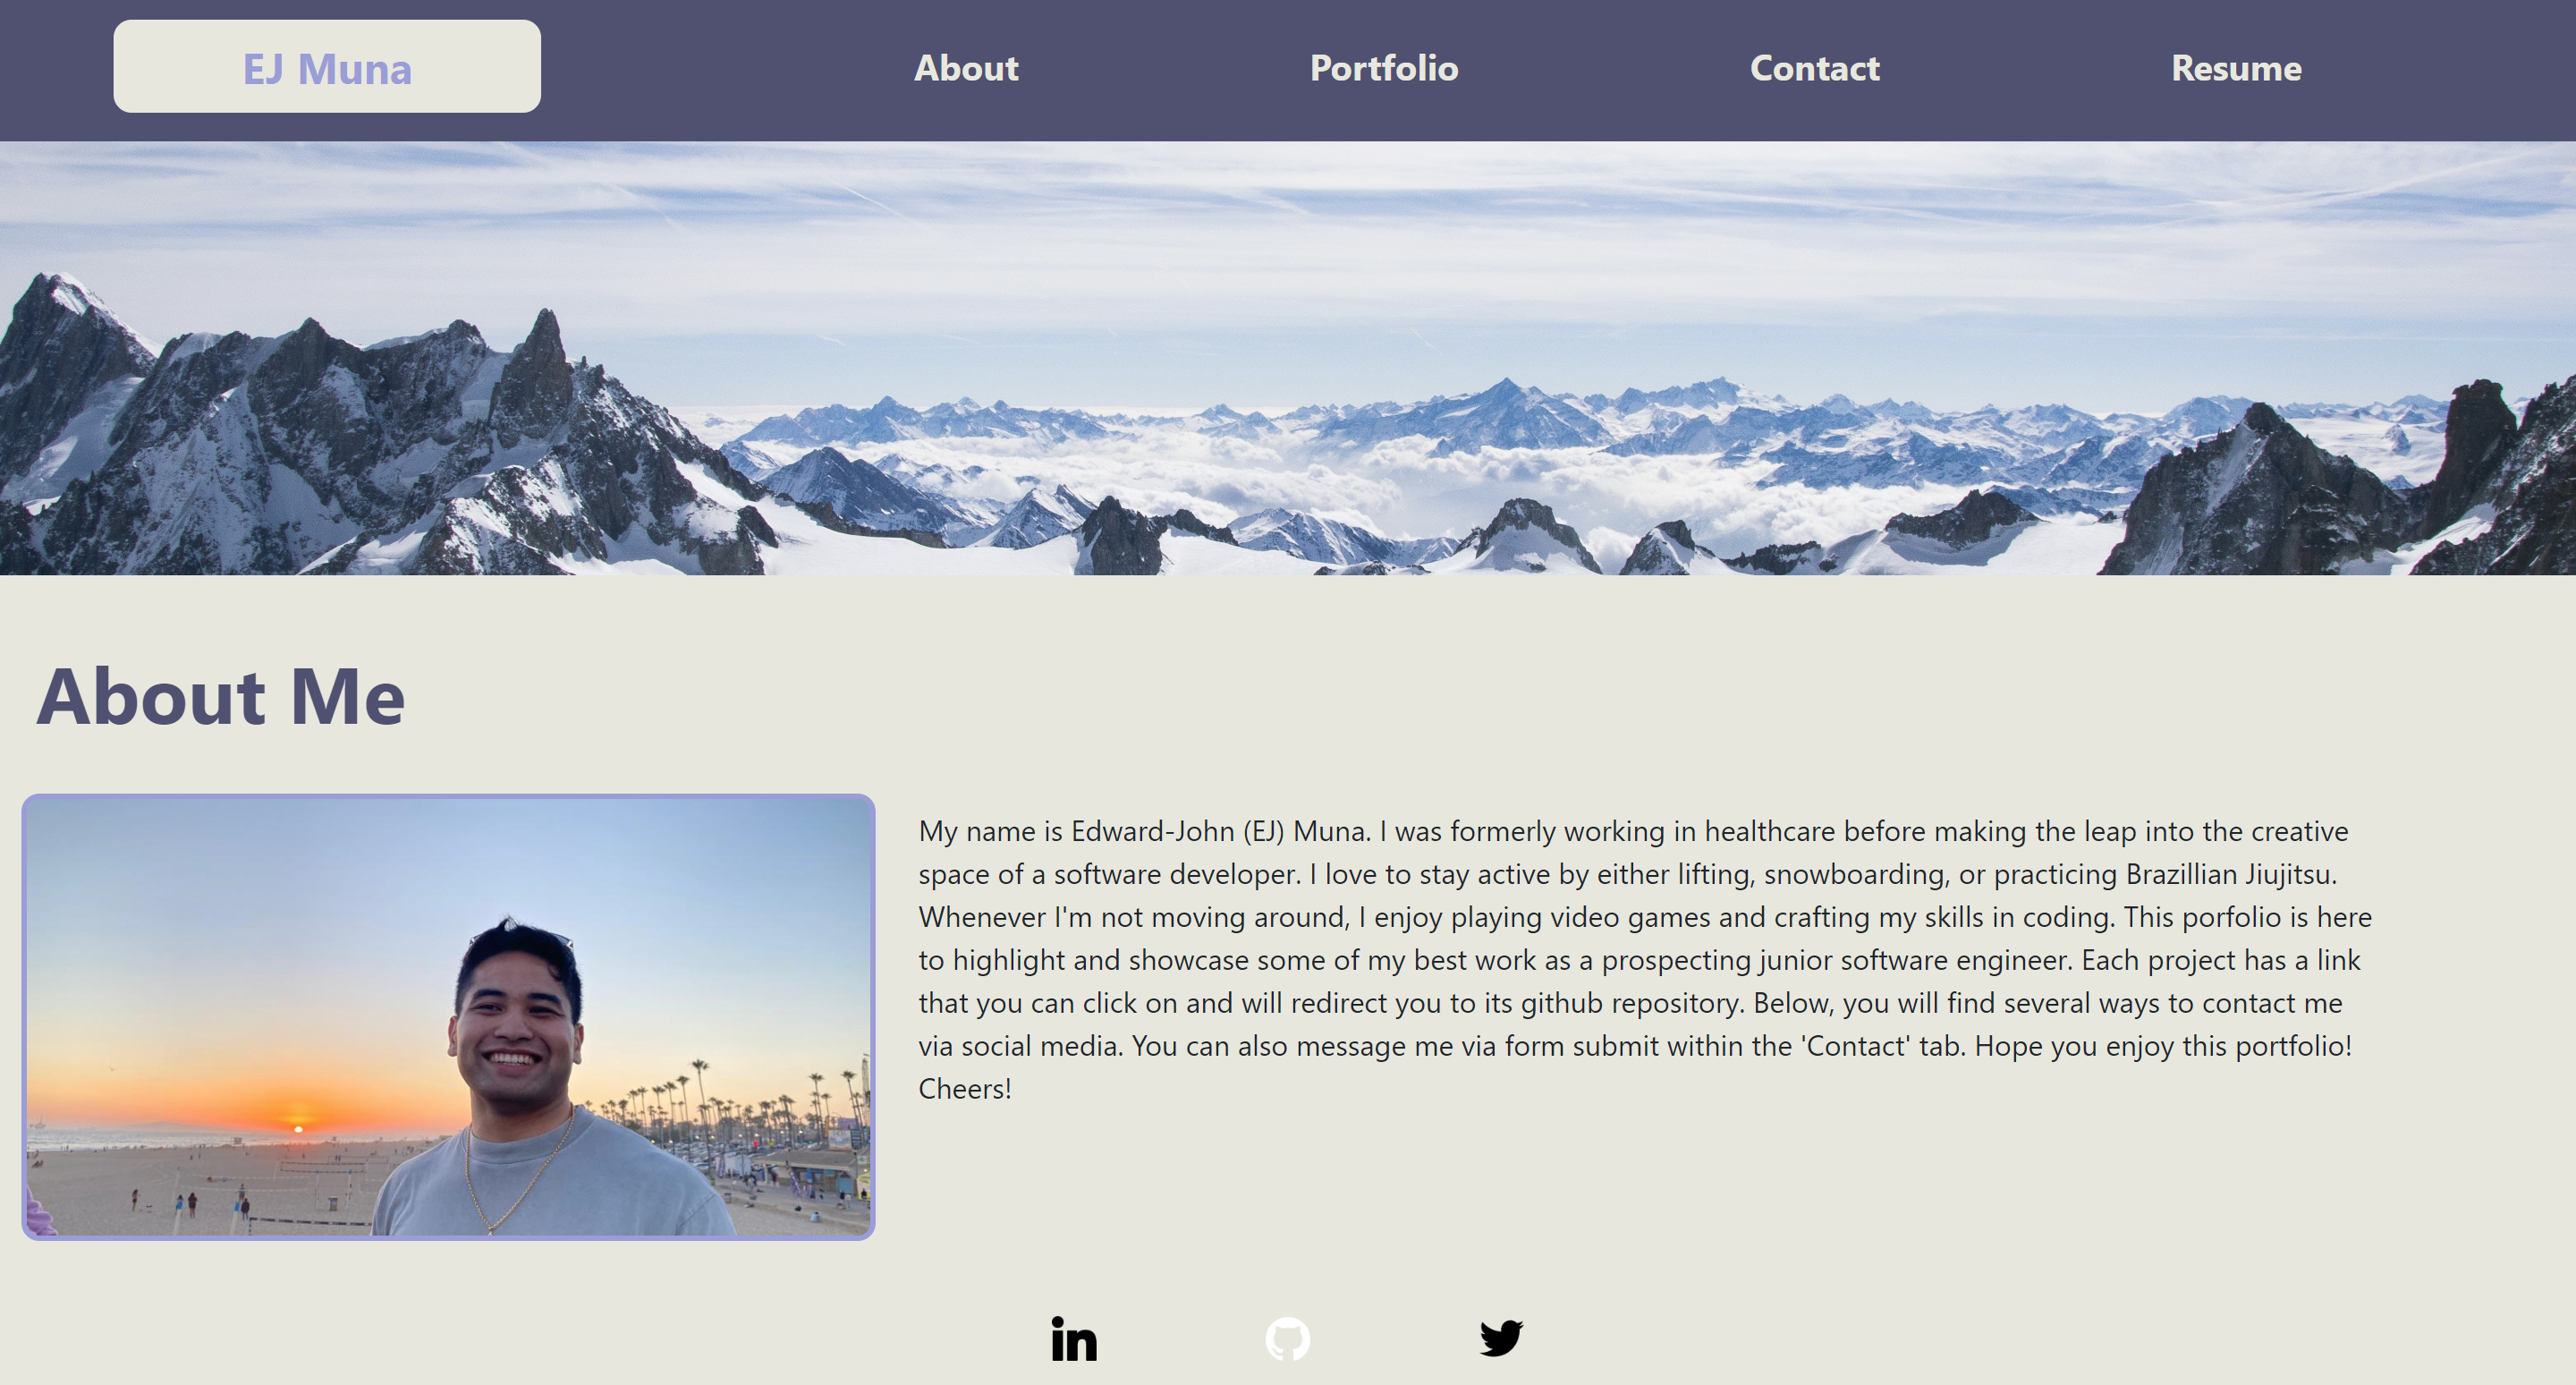 EJ Muna
About
Portfolio
Contact
Resume
About Me
My name is Edward-John (EJ) Muna. I was formerly working in healthcare before making the leap into the creative
space of a software developer. I love to stay active by either lifting, snowboarding, or practicing Brazillian Jiujitsu.
Whenever I'm not moving around, I enjoy playing video games and crafting my skills in coding. This porfolio is here
to highlight and showcase some of my best work as a prospecting junior software engineer. Each project has a link
that you can click on and will redirect you to its github repository. Below, you will find several ways to contact me
via social media. You can also message me via form submit within the 'Contact' tab. Hope you enjoy this portfolio!
Cheers!
in